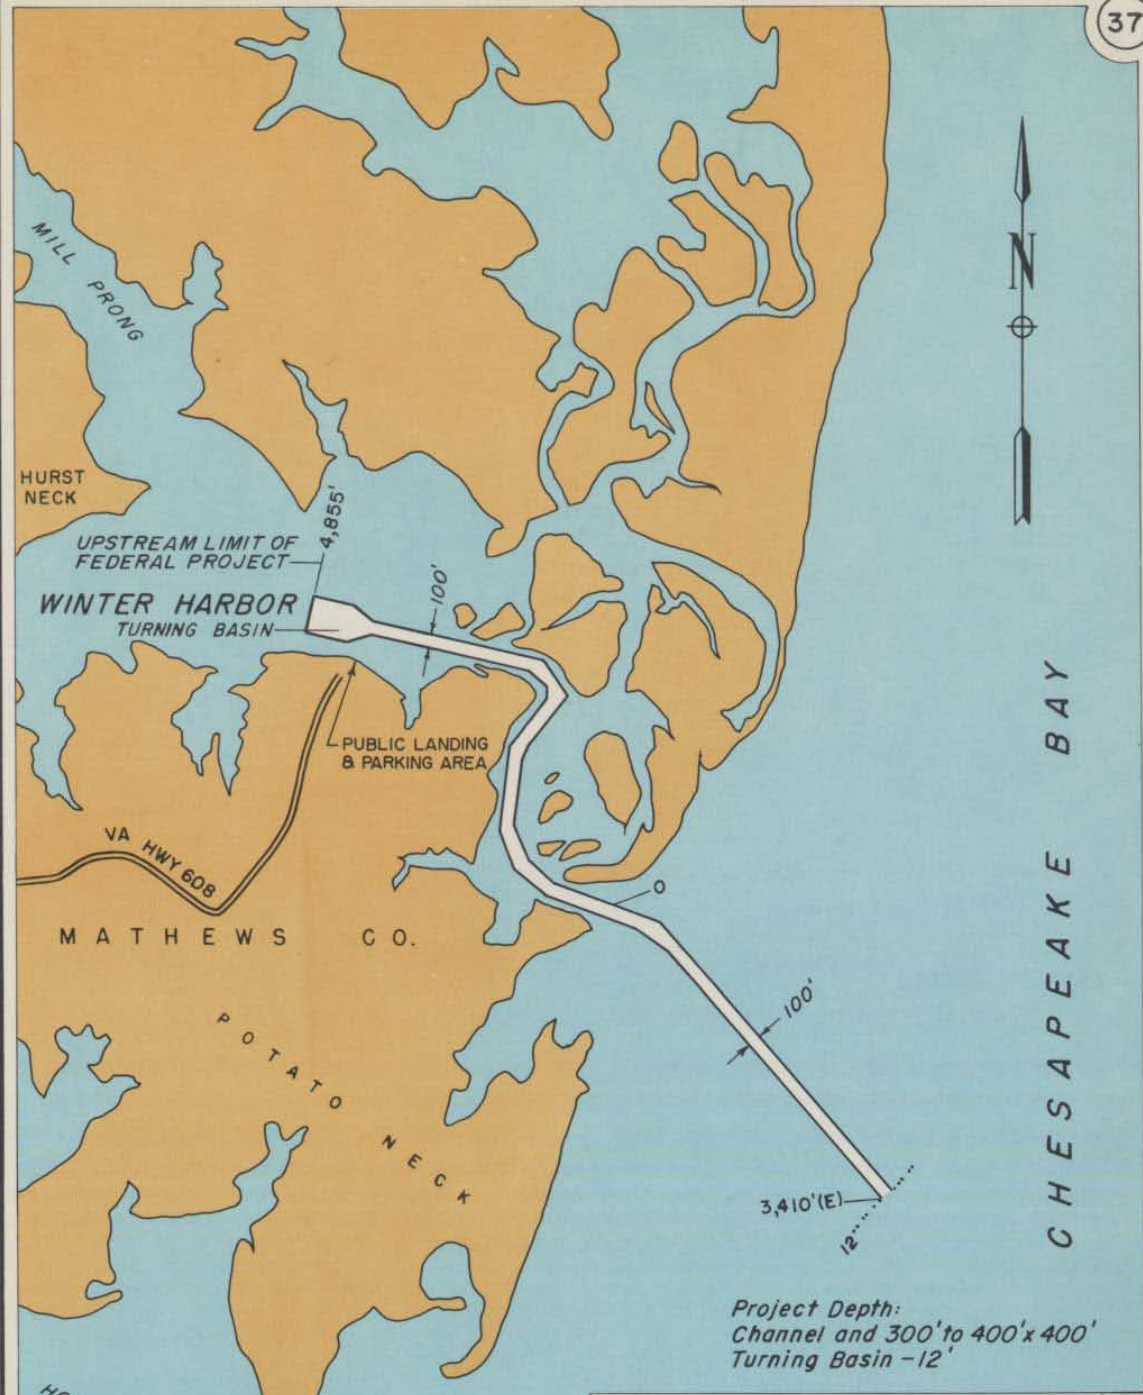 37
MILL PRONG
N
HURST
NECK
4,855'
UPSTREAM LIMIT OF
FEDERAL PROJECT
100'
WINTER HARBOR
TURNING BASIN
PUBLIC LANDING
& PARKING AREA
VA HWY 608
0
MATHEWS CO.
CHESAPEAKE BAY
100'
POTATO NECK
3,410'(E)
12'
Project Depth:
Channel and 300' to 400' x 400'
Turning Basin - 12'